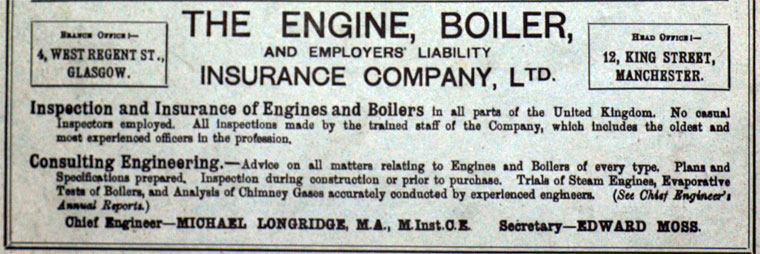 THE ENGINE, BOILER,
AND EMPLOYERS' LIABILITY
INSURANCE COMPANY, LTD.
BRANCH OFFICE:—
4, WEST REGENT ST.,
GLASGOW.
HEAD OFFICE:—
12, KING STREET,
MANCHESTER.
Inspection and Insurance of Engines and Boilers in all parts of the United Kingdom. No casual
Inspectors employed. All inspections made by the trained staff of the Company, which includes the oldest and
most experienced officers in the profession.
Consulting Engineering.—Advice on all matters relating to Engines and Boilers of every type. Plans and
Specifications prepared. Inspection during construction or prior to purchase. Trials of Steam Engines, Evaporative
Tests of Boilers, and Analysis of Chimney Gases accurately conducted by experienced engineers. (See Chief Engineer's
Annual Reports.)
Chief Engineer—MICHAEL LONGRIDGE, M.A., M.Inst.C.E. Secretary—EDWARD MOSS.